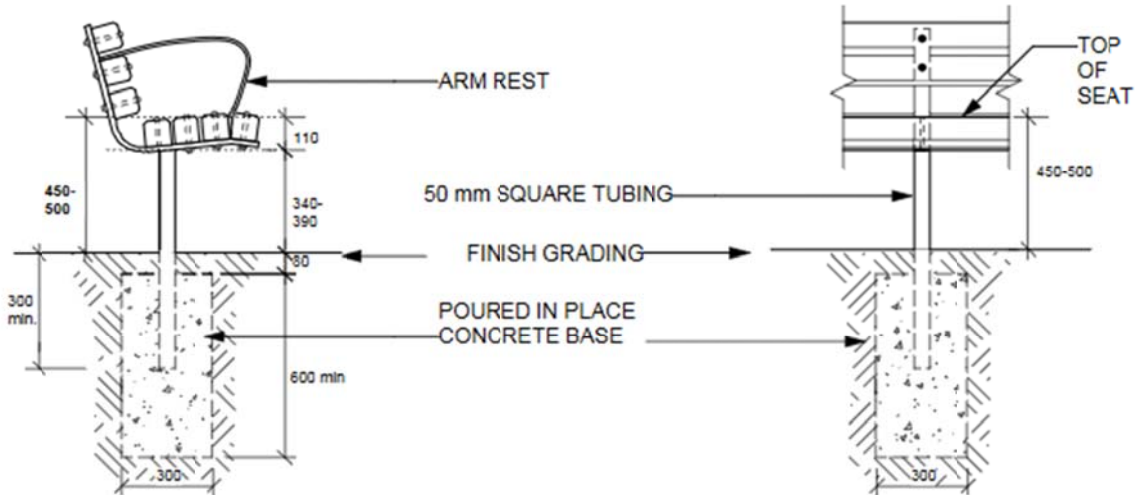 ARM REST
TOP
OF
SEAT
110
450-
500
340-
390
450-500
50 mm SQUARE TUBING
FINISH GRADING
80
300
min.
POURED IN PLACE
CONCRETE BASE
600 min
300
300